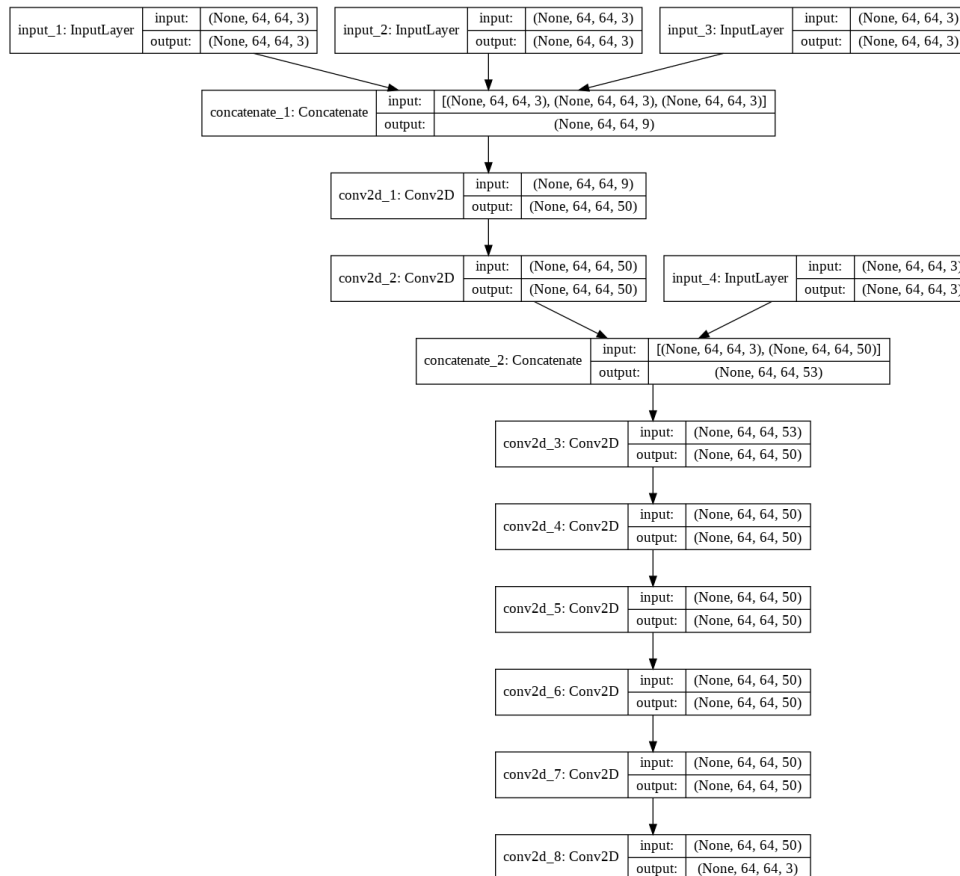 input_1: InputLayer input: (None, 64, 64, 3) output: (None, 64, 64, 3)
input_2: InputLayer input: (None, 64, 64, 3) output: (None, 64, 64, 3)
input_3: InputLayer input: (None, 64, 64, 3) output: (None, 64, 64, 3)
concatenate_1: Concatenate input: [(None, 64, 64, 3), (None, 64, 64, 3), (None, 64, 64, 3)] output: (None, 64, 64, 9)
conv2d_1: Conv2D input: (None, 64, 64, 9) output: (None, 64, 64, 50)
conv2d_2: Conv2D input: (None, 64, 64, 50) output: (None, 64, 64, 50)
input_4: InputLayer input: (None, 64, 64, 3) output: (None, 64, 64, 3)
concatenate_2: Concatenate input: [(None, 64, 64, 3), (None, 64, 64, 50)] output: (None, 64, 64, 53)
conv2d_3: Conv2D input: (None, 64, 64, 53) output: (None, 64, 64, 50)
conv2d_4: Conv2D input: (None, 64, 64, 50) output: (None, 64, 64, 50)
conv2d_5: Conv2D input: (None, 64, 64, 50) output: (None, 64, 64, 50)
conv2d_6: Conv2D input: (None, 64, 64, 50) output: (None, 64, 64, 50)
conv2d_7: Conv2D input: (None, 64, 64, 50) output: (None, 64, 64, 50)
conv2d_8: Conv2D input: (None, 64, 64, 50) output: (None, 64, 64, 3)